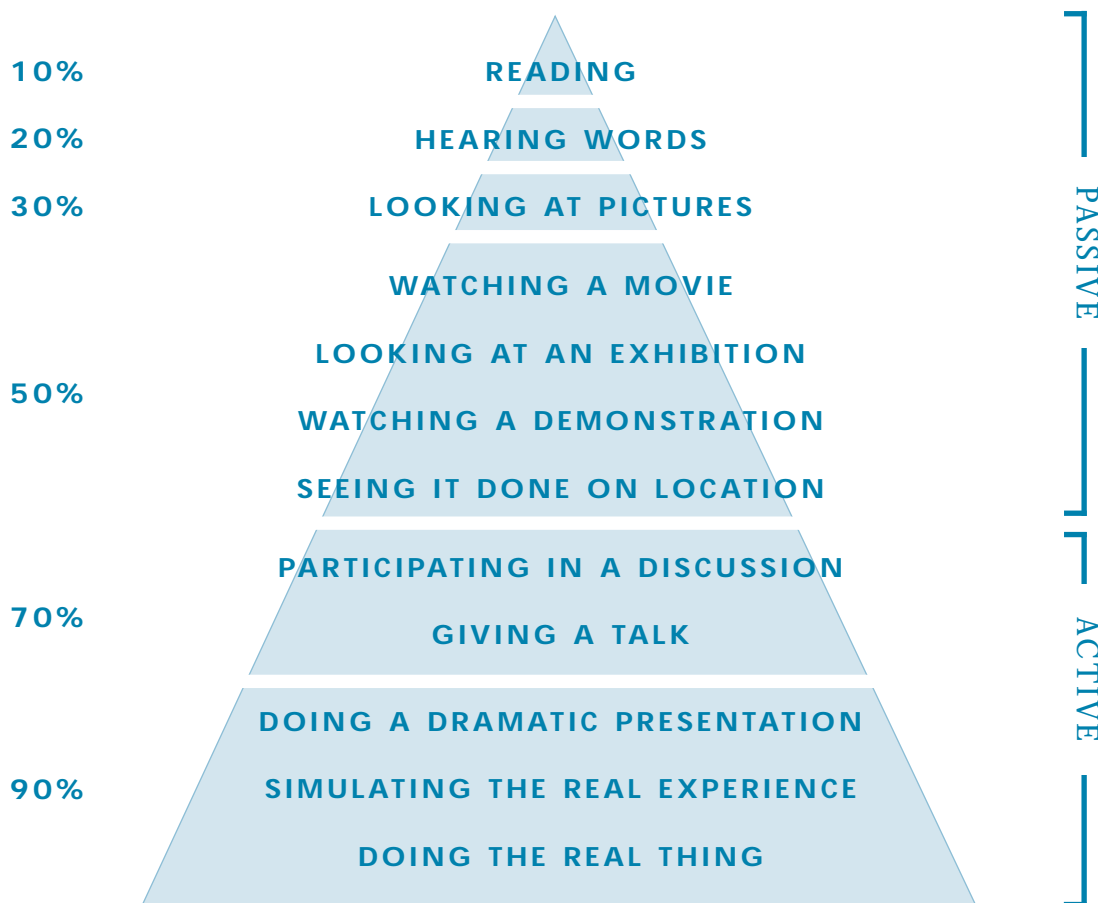 10% READING
20% HEARING WORDS
30% LOOKING AT PICTURES
WATCHING A MOVIE
LOOKING AT AN EXHIBITION
50%
WATCHING A DEMONSTRATION
SEEING IT DONE ON LOCATION
PASSIVE
PARTICIPATING IN A DISCUSSION
70%
GIVING A TALK
DOING A DRAMATIC PRESENTATION
90% SIMULATING THE REAL EXPERIENCE
DOING THE REAL THING
ACTIVE